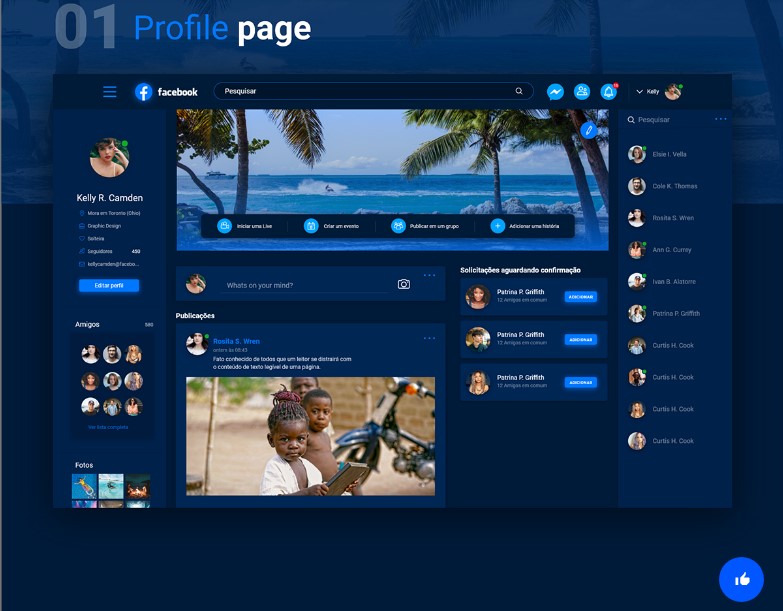 01 Profile page
facebook
Pesquisar
Kelly
Kelly R. Camden
Mora em Toronto (Ohio)
Graphic Design
Solteira
Seguidores 450
kellycamden@facebo...
Editar perfil
Amigos 580
Ver lista completa
Fotos
Iniciar uma Live
Criar um evento
Publicar em um grupo
Adicionar uma história
Whats on your mind?
Publicações
Rosita S. Wren
ontem às 05:43
Fato conhecido de todos que um leitor se distrairá com
o conteúdo de texto legível de uma página.
Solicitações aguardando confirmação
Patrina P. Griffith
12 Amigos em comum
ADICIONAR
Patrina P. Griffith
12 Amigos em comum
ADICIONAR
Patrina P. Griffith
12 Amigos em comum
ADICIONAR
Pesquisar
Elsie I. Vella
Cole K. Thomas
Rosita S. Wren
Ann G. Currey
Ivan B. Alatorre
Patrina P. Griffith
Curtis H. Cook
Curtis H. Cook
Curtis H. Cook
Curtis H. Cook